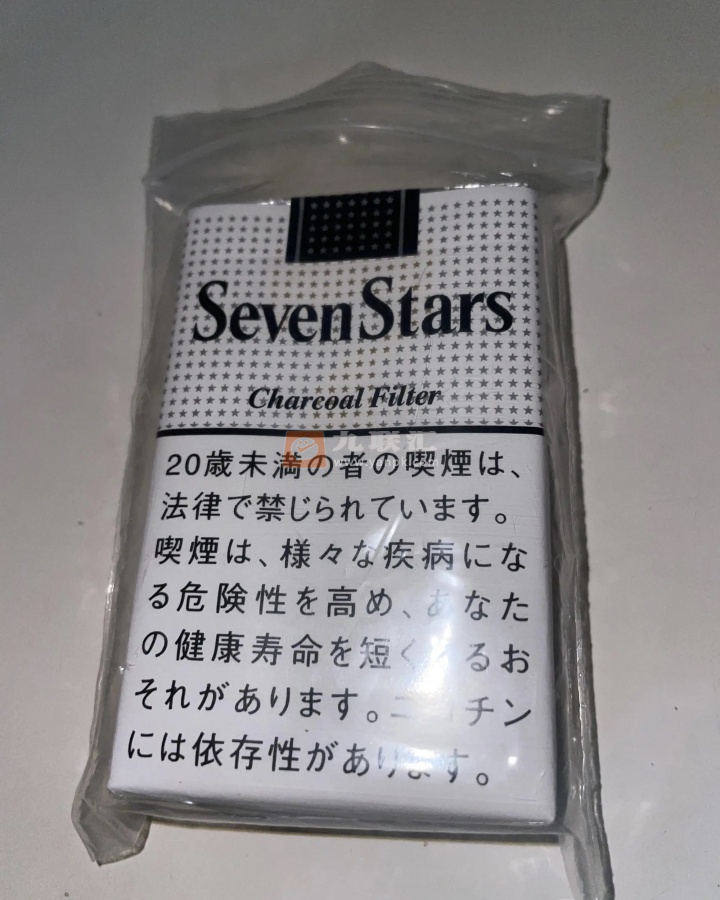 Seven Stars
Charcoal Filter
九联汇
20歳未満の者の喫煙は、
法律で禁じられています。
喫煙は、様々な疾病にな
る危険性を高め、あなた
の健康寿命を短くするお
それがあります。ニコチン
には依存性があります。